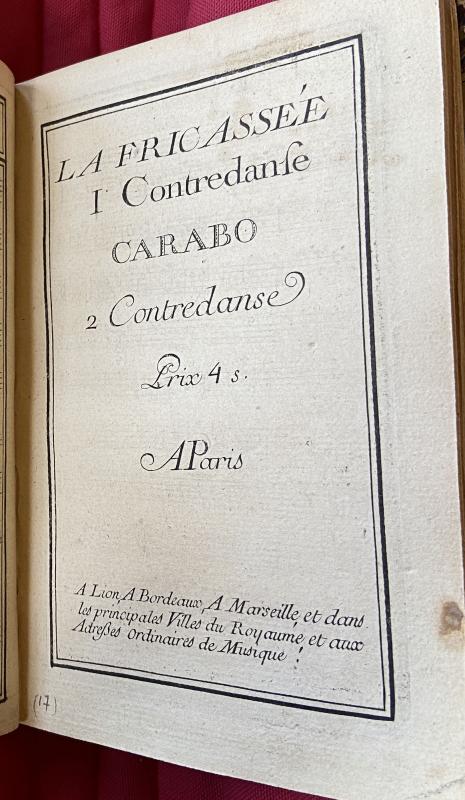 LA FRICASSÉE
I Contredanſe
CARABO
2 Contredanse
Prix 4 s.
A Paris
A Lion, A Bordeaux, A Marseille, et dans
les principales Villes du Royaume, et aux
Adreſses Ordinaires de Musique.
(17)